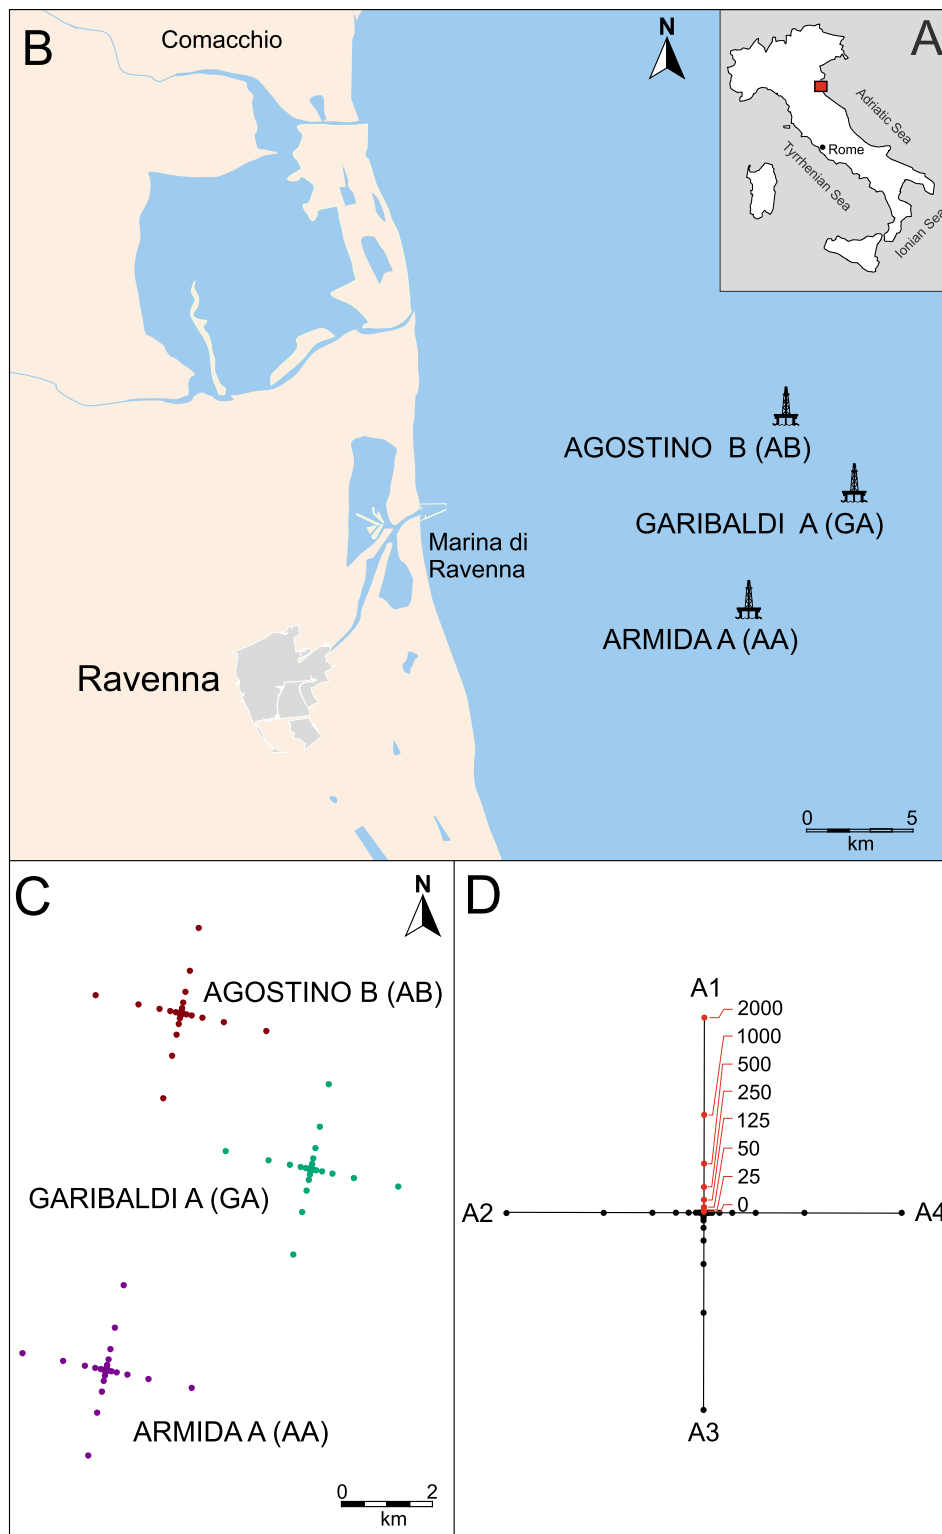 B
Comacchio
N
A
Adriatic Sea
Rome
Tyrrhenian Sea
Ionian Sea
AGOSTINO B (AB)
GARIBALDI A (GA)
Marina di
Ravenna
ARMIDA A (AA)
Ravenna
0 5
km
C
N
AGOSTINO B (AB)
GARIBALDI A (GA)
ARMIDA A (AA)
0 2
km
D
A1
2000
1000
500
250
125
50
25
0
A2
A4
A3